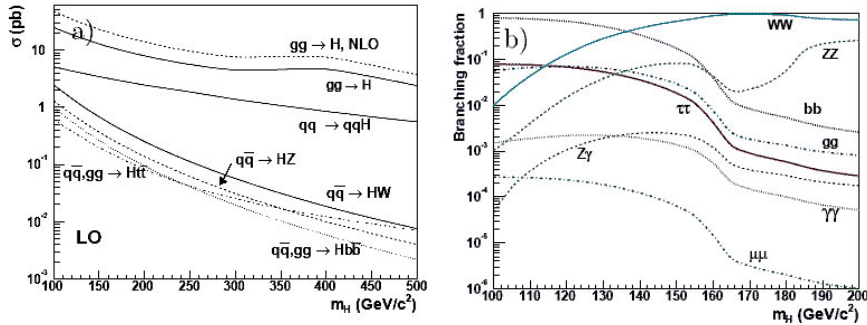 a)
σ (pb)
10
1
10⁻¹
10⁻²
10⁻³
100 150 200 250 300 350 400 450 500
m_H (GeV/c²)
gg → H, NLO
gg → H
qq → qqH
qq̄ → HZ
qq̄,gg → Htt̄
qq̄ → HW
qq̄,gg → Hbb̄
LO
b)
Branching fraction
1
10⁻¹
10⁻²
10⁻³
10⁻⁴
10⁻⁵
10⁻⁶
100 110 120 130 140 150 160 170 180 190 200
m_H (GeV/c²)
WW
ZZ
bb
ττ
gg
Zγ
γγ
μμ